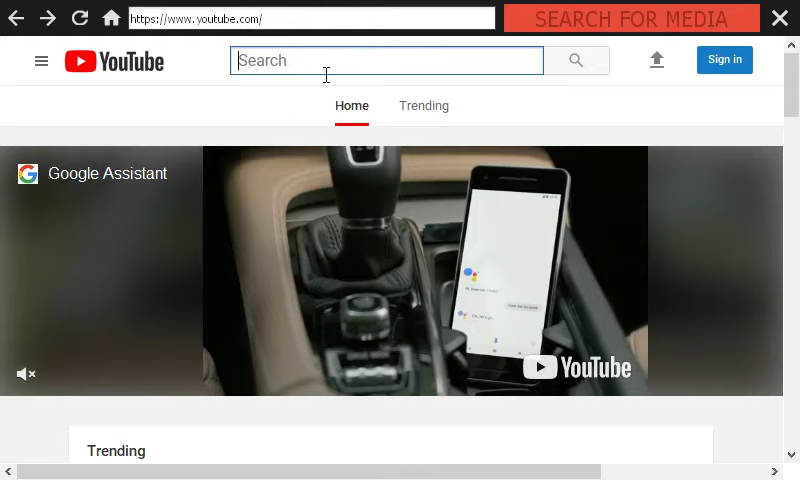 https://www.youtube.com/
SEARCH FOR MEDIA
YouTube
Search
Sign in
Home
Trending
Google Assistant
YouTube
Trending